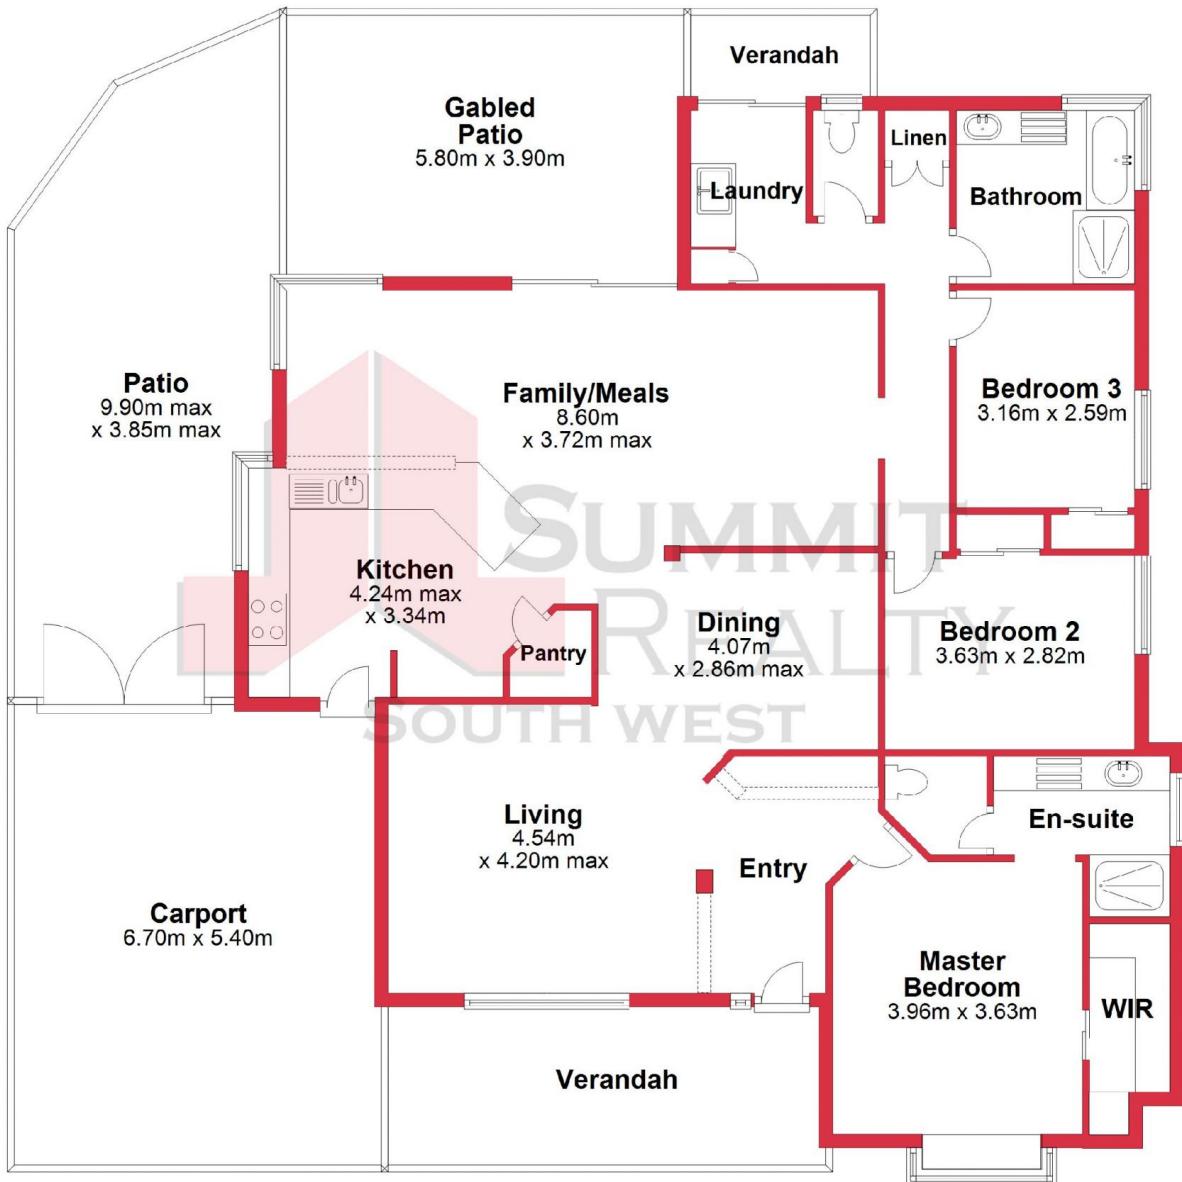 Verandah
Gabled
Patio
5.80m x 3.90m
Linen
Laundry
Bathroom
Patio
9.90m max
x 3.85m max
Family/Meals
8.60m
x 3.72m max
Bedroom 3
3.16m x 2.59m
SUMMIT
REALTY
SOUTH WEST
Kitchen
4.24m max
x 3.34m
Pantry
Dining
4.07m
x 2.86m max
Bedroom 2
3.63m x 2.82m
Living
4.54m
x 4.20m max
En-suite
Entry
Carport
6.70m x 5.40m
Master
Bedroom
3.96m x 3.63m
WIR
Verandah